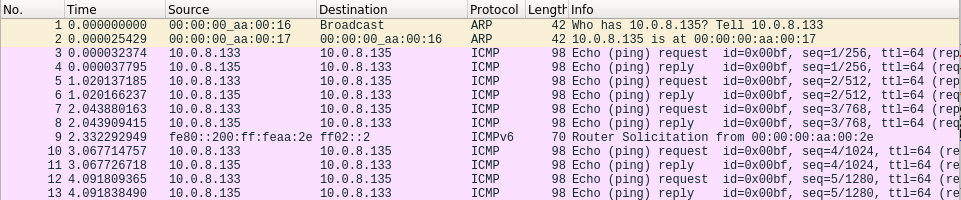 No. Time Source Destination Protocol Length Info
1 0.000000000 00:00:00_aa:00:16 Broadcast ARP 42 Who has 10.0.8.135? Tell 10.0.8.133
2 0.000025429 00:00:00_aa:00:17 00:00:00_aa:00:16 ARP 42 10.0.8.135 is at 00:00:00:aa:00:17
3 0.000032374 10.0.8.133 10.0.8.135 ICMP 98 Echo (ping) request id=0x00bf, seq=1/256, ttl=64 (rep
4 0.000037795 10.0.8.135 10.0.8.133 ICMP 98 Echo (ping) reply id=0x00bf, seq=1/256, ttl=64 (req
5 1.020137185 10.0.8.133 10.0.8.135 ICMP 98 Echo (ping) request id=0x00bf, seq=2/512, ttl=64 (rep
6 1.020166237 10.0.8.135 10.0.8.133 ICMP 98 Echo (ping) reply id=0x00bf, seq=2/512, ttl=64 (req
7 2.043880163 10.0.8.133 10.0.8.135 ICMP 98 Echo (ping) request id=0x00bf, seq=3/768, ttl=64 (rep
8 2.043909415 10.0.8.135 10.0.8.133 ICMP 98 Echo (ping) reply id=0x00bf, seq=3/768, ttl=64 (req
9 2.332292949 fe80::200:ff:feaa:2e ff02::2 ICMPv6 70 Router Solicitation from 00:00:00:aa:00:2e
10 3.067714757 10.0.8.133 10.0.8.135 ICMP 98 Echo (ping) request id=0x00bf, seq=4/1024, ttl=64 (re
11 3.067726718 10.0.8.135 10.0.8.133 ICMP 98 Echo (ping) reply id=0x00bf, seq=4/1024, ttl=64 (re
12 4.091809365 10.0.8.133 10.0.8.135 ICMP 98 Echo (ping) request id=0x00bf, seq=5/1280, ttl=64 (re
13 4.091838490 10.0.8.135 10.0.8.133 ICMP 98 Echo (ping) reply id=0x00bf, seq=5/1280, ttl=64 (re